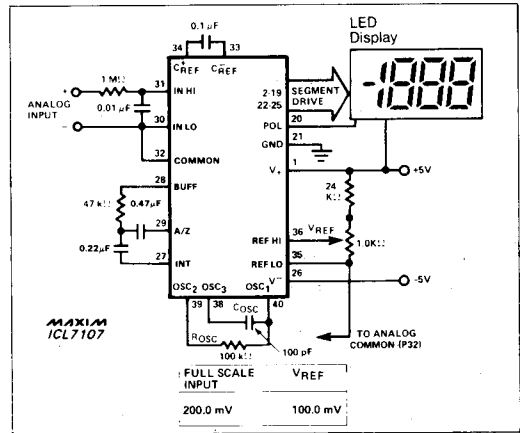 LED
Display
-1888
0.1 µF
34
33
C+REF
C-REF
1 MΩ
31
IN HI
+
ANALOG
INPUT
0.01 µF
-
30
IN LO
32
COMMON
28
BUFF
47 kΩ
0.47µF
29
A/Z
0.22µF
27
INT
2-19
22-25
SEGMENT
DRIVE
POL
20
GND
21
V+
1
+5V
24
KΩ
REF HI
36
VREF
1.0KΩ
REF LO
35
V-
26
-5V
OSC2
OSC3
OSC1
39
38
40
COSC
ROSC
100 kΩ
100 pF
TO ANALOG
COMMON (P32)
MAXIM
ICL7107
FULL SCALE
INPUT
VREF
200.0 mV
100.0 mV